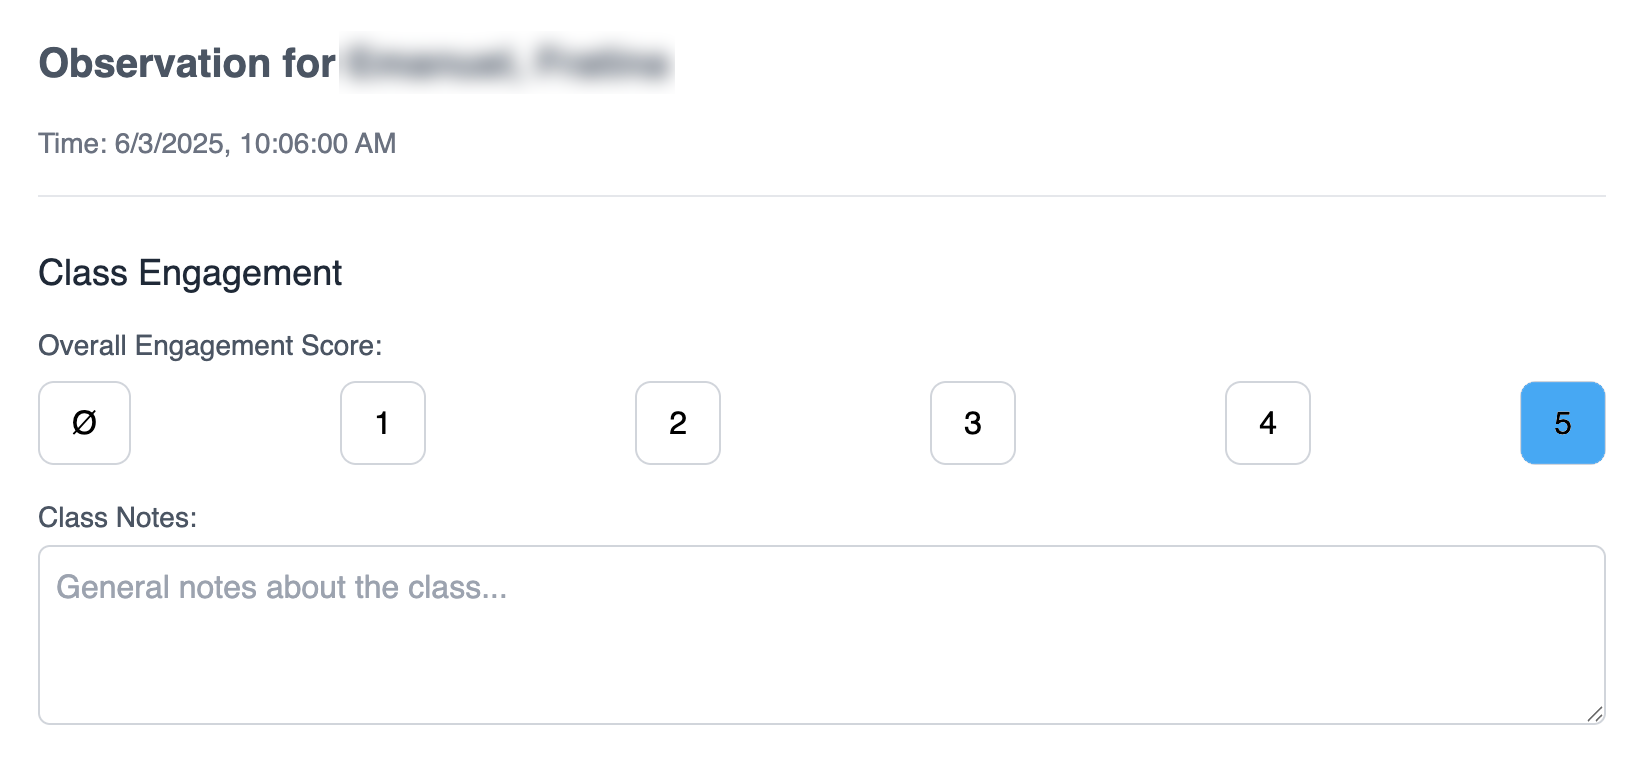 Observation for
Time: 6/3/2025, 10:06:00 AM
Class Engagement
Overall Engagement Score:
Ø 1 2 3 4 5
Class Notes:
General notes about the class...